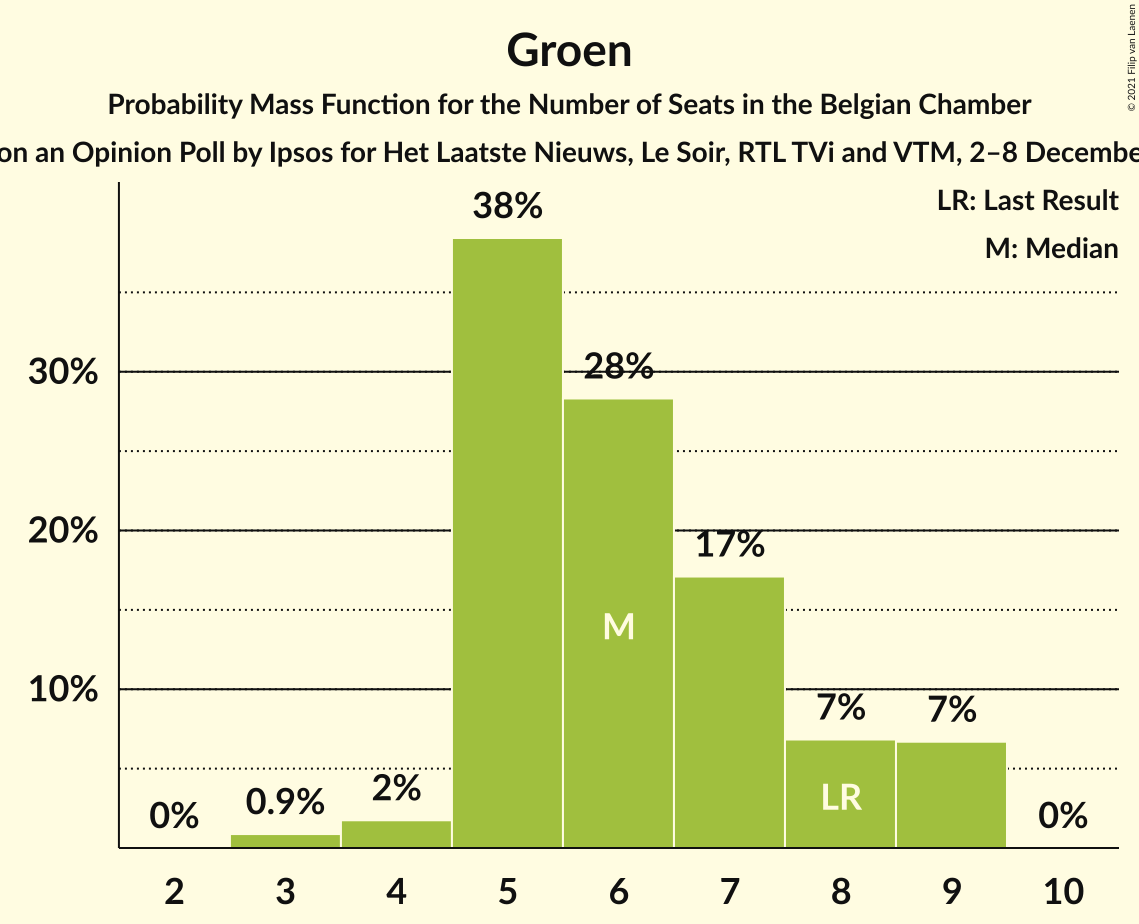 Groen
Probability Mass Function for the Number of Seats in the Belgian Chamber
on an Opinion Poll by Ipsos for Het Laatste Nieuws, Le Soir, RTL TVi and VTM, 2–8 Decembe
© 2021 Filip van Laenen
LR: Last Result
M: Median
38%
30%
28%
20%
17%
M
10%
7%
7%
LR
2%
0.9%
0%
0%
2 3 4 5 6 7 8 9 10